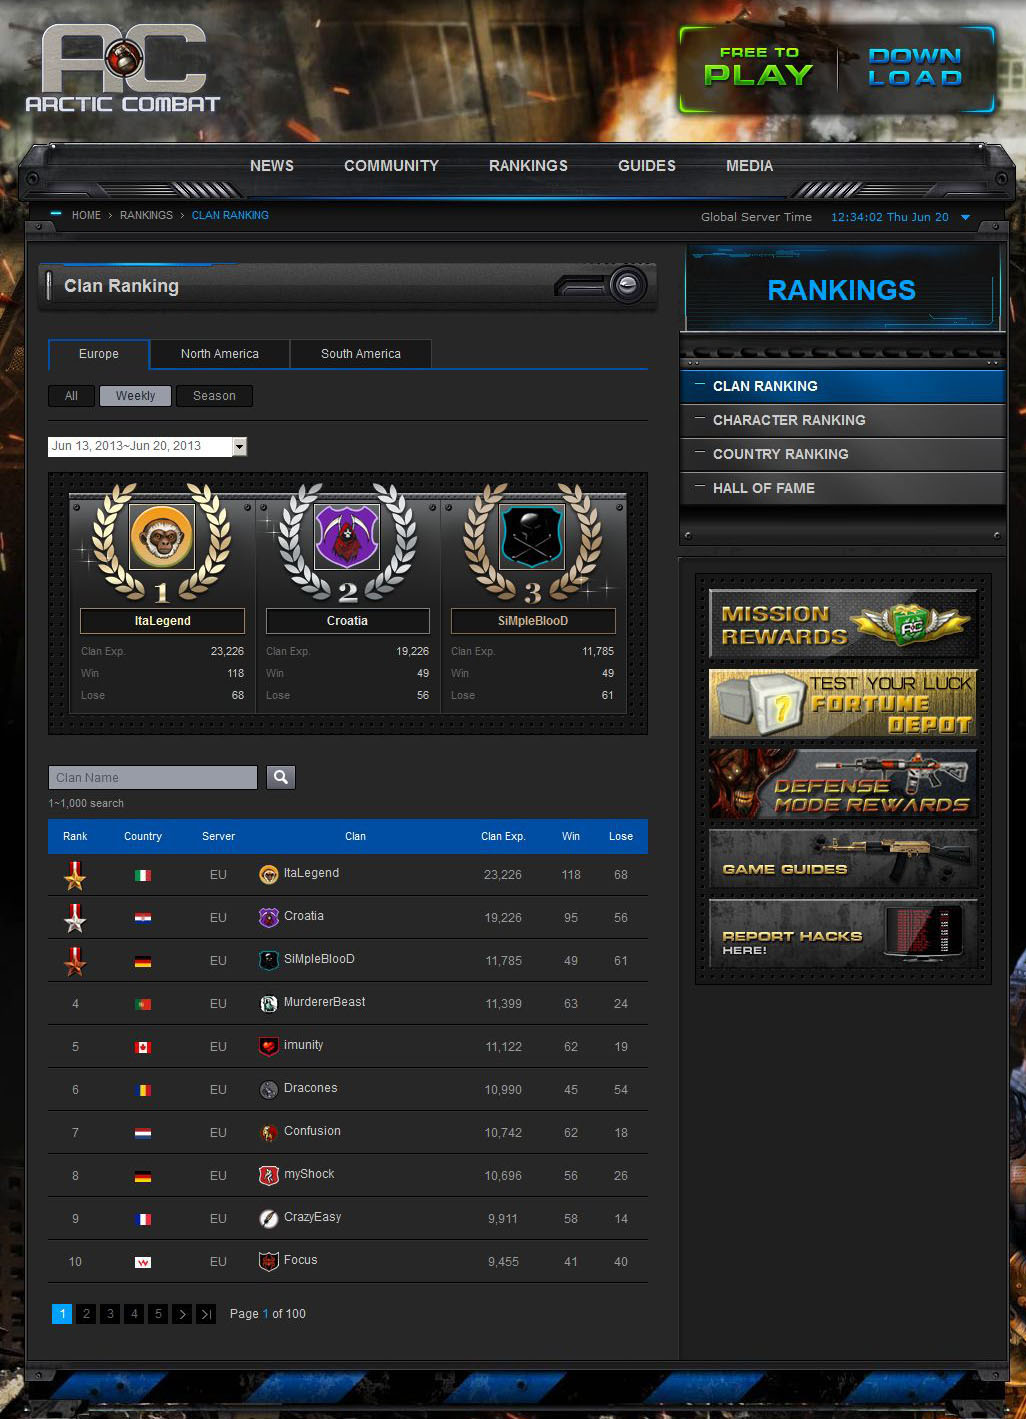 AC
ARCTIC COMBAT
FREE TO
PLAY
DOWN
LOAD
NEWS COMMUNITY RANKINGS GUIDES MEDIA
HOME > RANKINGS > CLAN RANKING
Global Server Time 12:34:02 Thu Jun 20
Clan Ranking
Europe North America South America
All Weekly Season
Jun 13, 2013~Jun 20, 2013
1 2 3
ItaLegend Croatia SiMpleBlooD
Clan Exp. 23,226 Clan Exp. 19,226 Clan Exp. 11,785
Win 118 Win 49 Win 49
Lose 68 Lose 56 Lose 61
Clan Name
1~1,000 search
Rank Country Server Clan Clan Exp. Win Lose
EU ItaLegend 23,226 118 68
EU Croatia 19,226 95 56
EU SiMpleBlooD 11,785 49 61
4 EU MurdererBeast 11,399 63 24
5 EU imunity 11,122 62 19
6 EU Dracones 10,990 45 54
7 EU Confusion 10,742 62 18
8 EU myShock 10,696 56 26
9 EU CrazyEasy 9,911 58 14
10 EU Focus 9,455 41 40
1 2 3 4 5 > >| Page 1 of 100
RANKINGS
CLAN RANKING
CHARACTER RANKING
COUNTRY RANKING
HALL OF FAME
MISSION
REWARDS
TEST YOUR LUCK
FORTUNE
DEPOT
DEFENSE
MODE REWARDS
GAME GUIDES
REPORT HACKS
HERE!